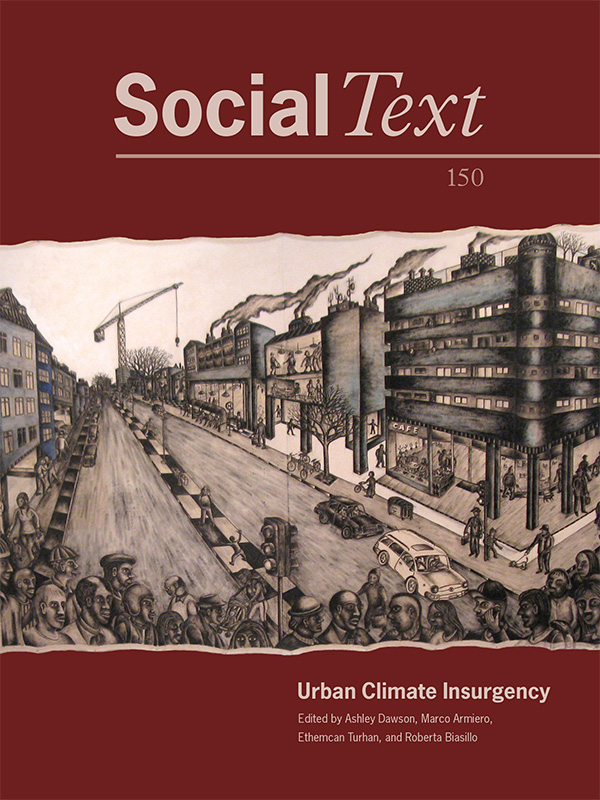 Social Text
150
CAFE
Urban Climate Insurgency
Edited by Ashley Dawson, Marco Armiero,
Ethemcan Turhan, and Roberta Biasillo